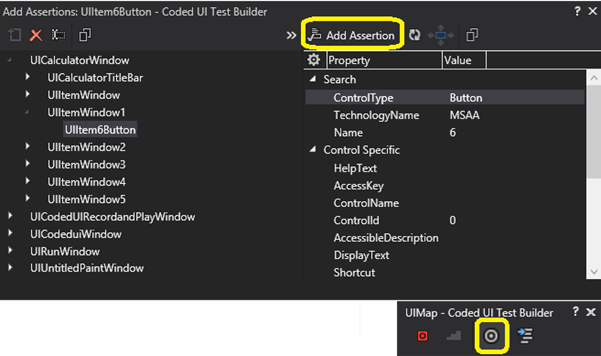 Add Assertions: UIItem6Button - Coded UI Test Builder ? ×
Add Assertion
UICalculatorWindow
UICalculatorTitleBar
UIItemWindow
UIItemWindow1
UIItem6Button
UIItemWindow2
UIItemWindow3
UIItemWindow4
UIItemWindow5
UICodedUIRecordandPlayWindow
UICodeduiWindow
UIRunWindow
UIUntitledPaintWindow
Property Value
Search
ControlType Button
TechnologyName MSAA
Name 6
Control Specific
HelpText
AccessKey
ControlName
ControlId 0
AccessibleDescription
DisplayText
Shortcut
UIMap - Coded UI Test Builder ? ×